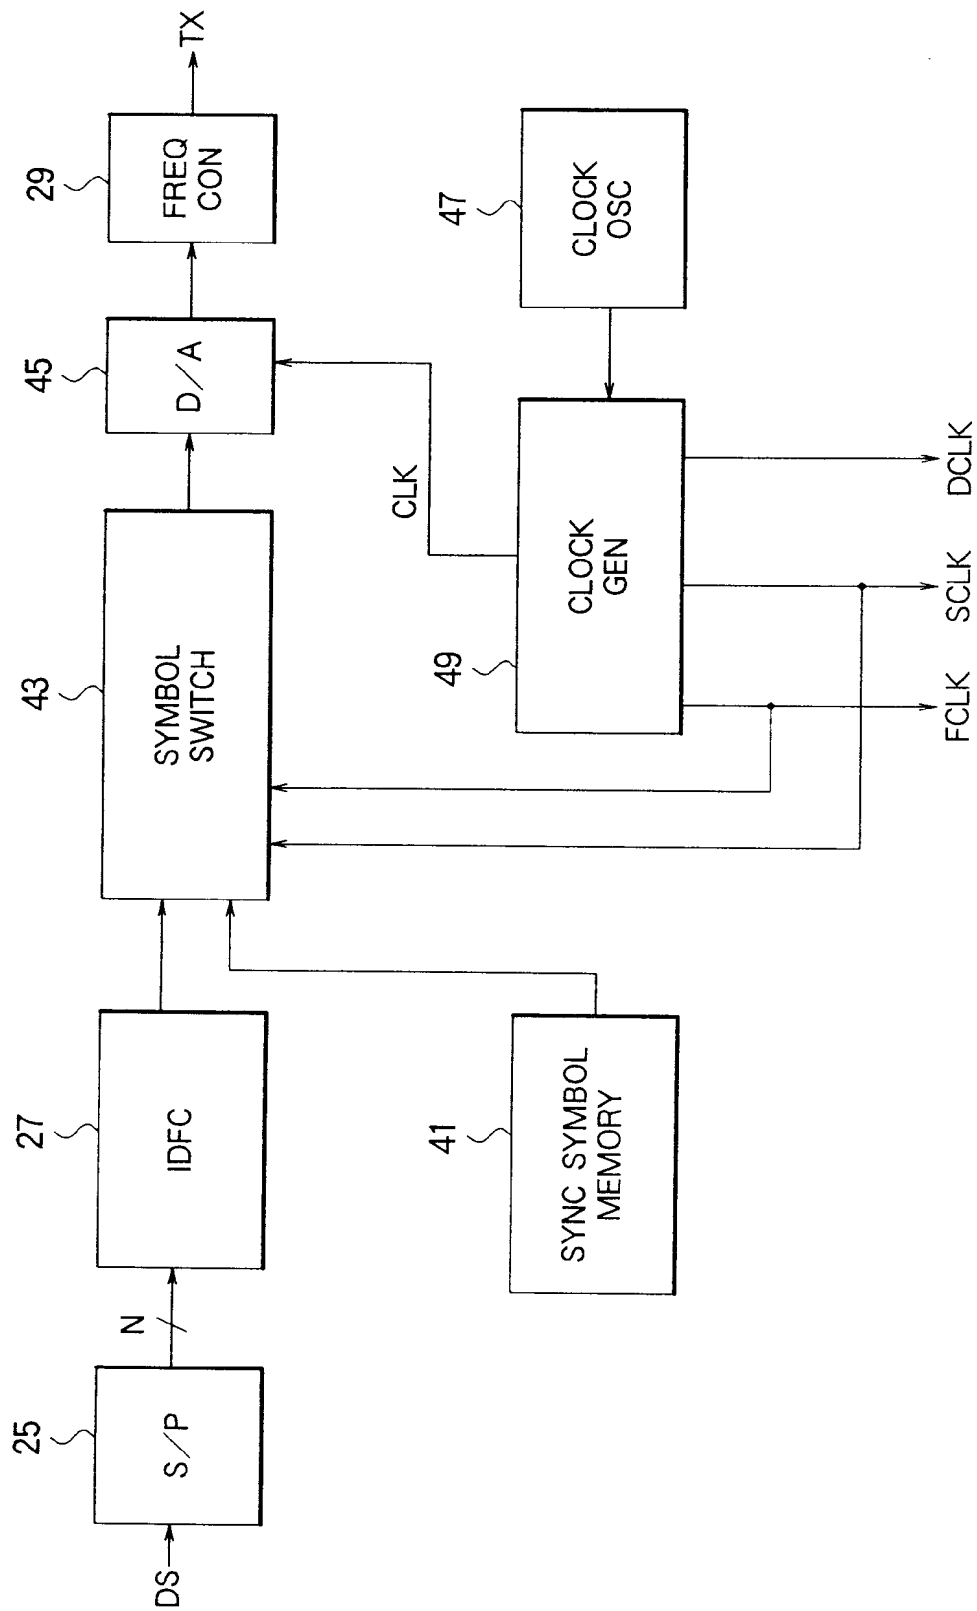 DS
25
S/P
N
27
IDFC
41
SYNC SYMBOL
MEMORY
43
SYMBOL
SWITCH
45
D/A
29
FREQ
CON
TX
CLK
49
CLOCK
GEN
47
CLOCK
OSC
FCLK
SCLK
DCLK